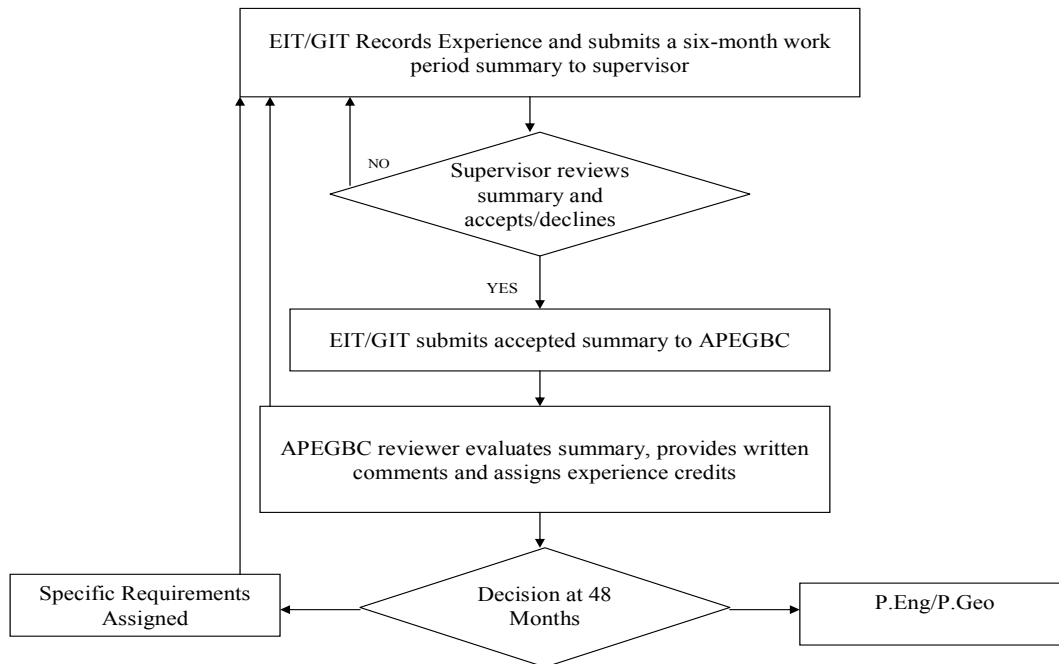 EIT/GIT Records Experience and submits a six-month work
period summary to supervisor
NO
Supervisor reviews
summary and
accepts/declines
YES
EIT/GIT submits accepted summary to APEGBC
APEGBC reviewer evaluates summary, provides written
comments and assigns experience credits
Specific Requirements
Assigned
Decision at 48
Months
P.Eng/P.Geo